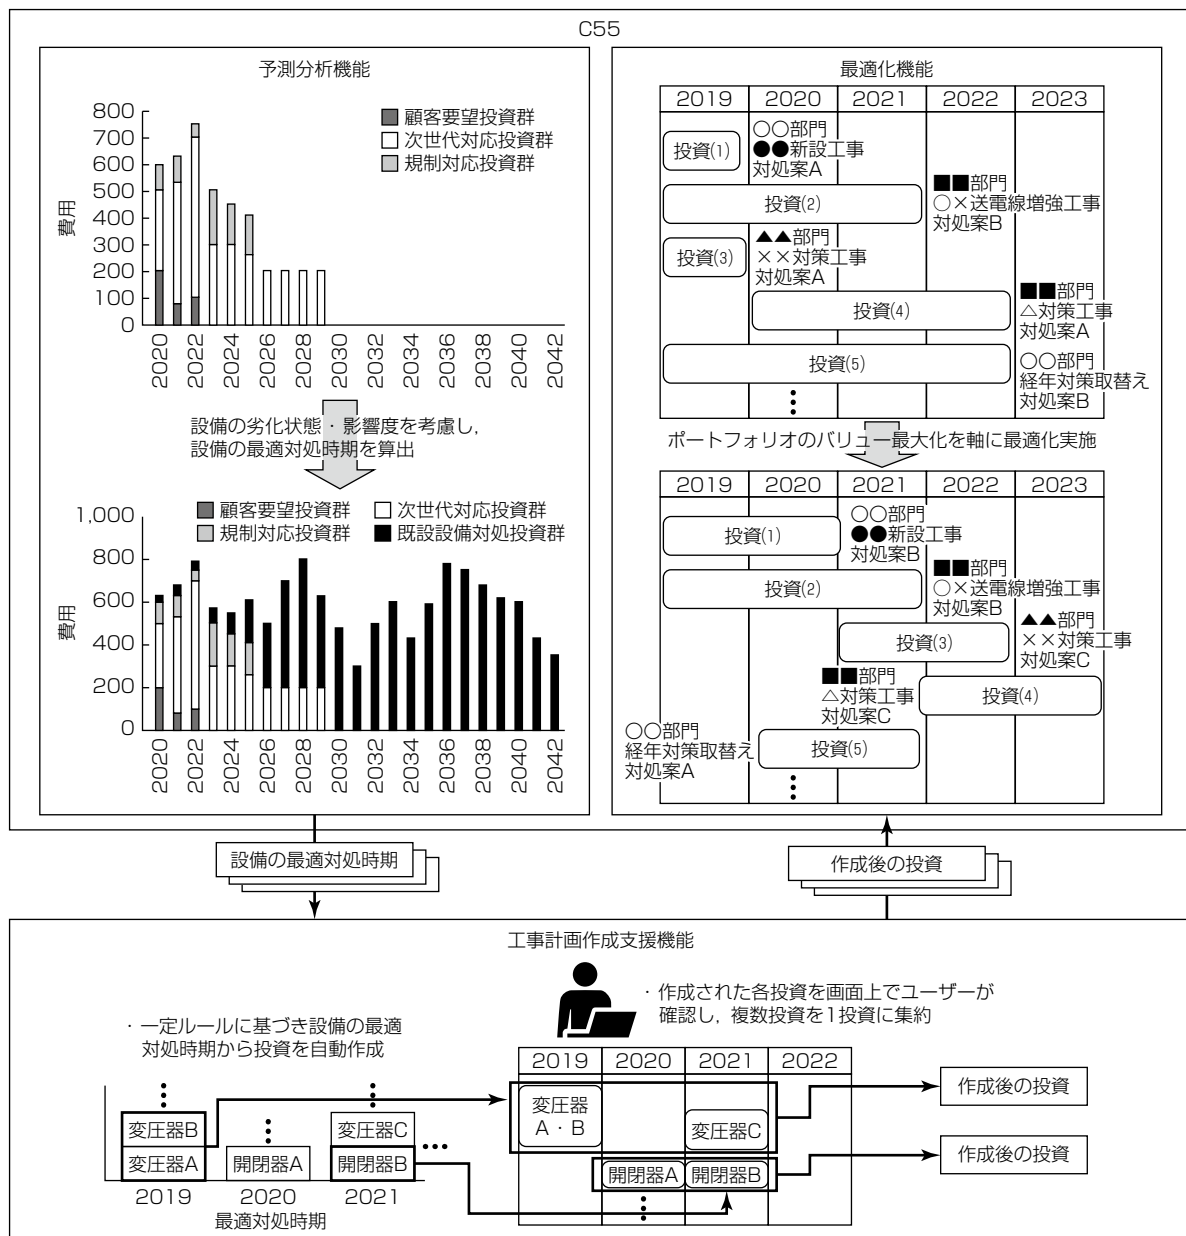 C55
予測分析機能
800
700
600
500
400
300
200
100
0
費用
顧客要望投資群
次世代対応投資群
規制対応投資群
2020
2022
2024
2026
2028
2030
2032
2034
2036
2038
2040
2042
設備の劣化状態・影響度を考慮し,
設備の最適対処時期を算出
顧客要望投資群 次世代対応投資群
規制対応投資群 既設設備対処投資群
1,000
800
600
400
200
0
費用
2020
2022
2024
2026
2028
2030
2032
2034
2036
2038
2040
2042
最適化機能
2019 2020 2021 2022 2023
投資(1)
○○部門
●●新設工事
対処案A
投資(2)
■■部門
○×送電線増強工事
対処案B
投資(3)
▲▲部門
××対策工事
対処案A
投資(4)
■■部門
△対策工事
対処案A
投資(5)
○○部門
経年対策取替え
対処案B
ポートフォリオのバリュー最大化を軸に最適化実施
2019 2020 2021 2022 2023
投資(1)
○○部門
●●新設工事
対処案B
投資(2)
■■部門
○×送電線増強工事
対処案B
投資(3)
▲▲部門
××対策工事
対処案C
■■部門
△対策工事
対処案C
投資(4)
○○部門
経年対策取替え
対処案A
投資(5)
設備の最適対処時期
作成後の投資
工事計画作成支援機能
・一定ルールに基づき設備の最適
対処時期から投資を自動作成
・作成された各投資を画面上でユーザーが
確認し, 複数投資を1投資に集約
変圧器B
変圧器A
開閉器A
変圧器C
開閉器B
2019 2020 2021
最適対処時期
2019 2020 2021 2022
変圧器
A・B
変圧器C
開閉器A 開閉器B
作成後の投資
作成後の投資